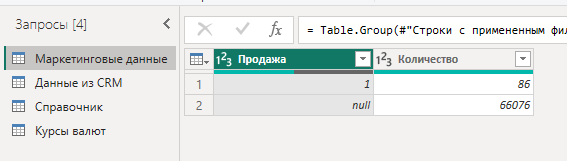 Запросы [4]
Маркетинговые данные
Данные из CRM
Справочник
Курсы валют
fx
= Table.Group(#"Строки с примененным
123 Продажа
123 Количество
1 1 86
2 null 66076